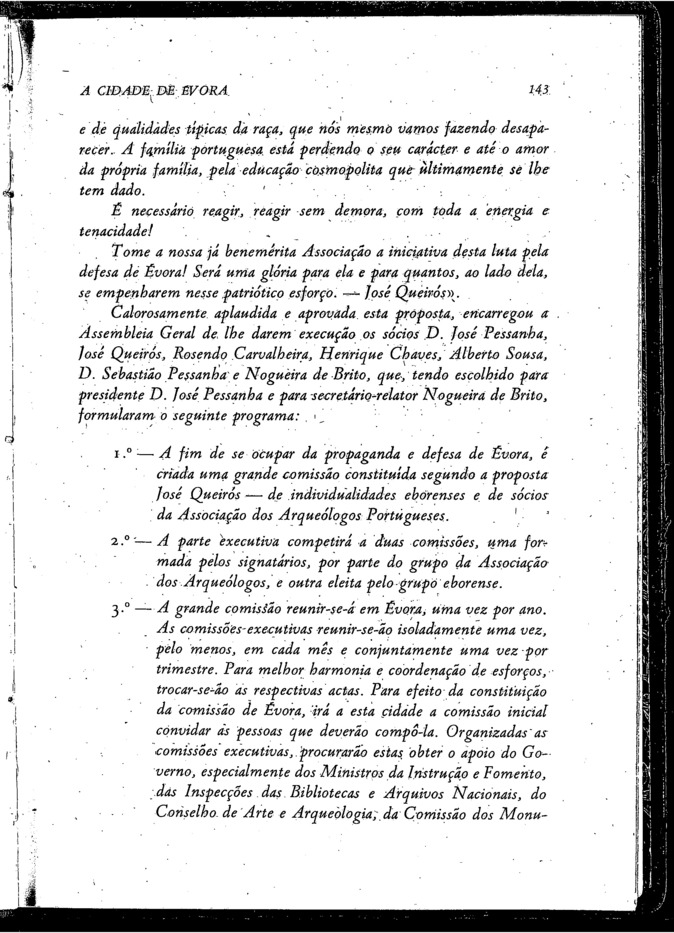 A CIDADE DE ÉVORA 143
e de qualidades típicas da raça, que nós mesmo vamos fazendo desapa-
recer. A família portuguesa está perdendo o seu carácter e até o amor
da própria família, pela educação cosmopolita que ùltimamente se lhe
tem dado.
É necessário reagir, reagir sem demora, com toda a energia e
tenacidade!
Tome a nossa já benemérita Associação a iniciativa desta luta pela
defesa de Évora! Será uma glória para ela e para quantos, ao lado dela,
se empenharem nesse patriótico esforço. — José Queirós».
Calorosamente aplaudida e aprovada esta proposta, encarregou a
Assembleia Geral de lhe darem execução os sócios D. José Pessanha,
José Queirós, Rosendo Carvalheira, Henrique Chaves, Alberto Sousa,
D. Sebastião Pessanha e Nogueira de Brito, que, tendo escolhido para
presidente D. José Pessanha e para secretário-relator Nogueira de Brito,
formularam o seguinte programa:
1.º — A fim de se ocupar da propaganda e defesa de Évora, é
criada uma grande comissão constituída segundo a proposta
José Queirós — de individualidades eborenses e de sócios
da Associação dos Arqueólogos Portugueses.
2.º — A parte executiva competirá a duas comissões, uma for-
mada pelos signatários, por parte do grupo da Associação
dos Arqueólogos, e outra eleita pelo grupo eborense.
3.º — A grande comissão reunir-se-á em Évora, uma vez por ano.
As comissões executivas reunir-se-ão isoladamente uma vez,
pelo menos, em cada mês e conjuntamente uma vez por
trimestre. Para melhor harmonia e coordenação de esforços,
trocar-se-ão as respectivas actas. Para efeito da constituição
da comissão de Évora, irá a esta cidade a comissão inicial
convidar as pessoas que deverão compô-la. Organizadas as
comissões executivas, procurarão estas obter o apoio do Go-
verno, especialmente dos Ministros da Instrução e Fomento,
das Inspecções das Bibliotecas e Arquivos Nacionais, do
Conselho de Arte e Arqueologia, da Comissão dos Monu-